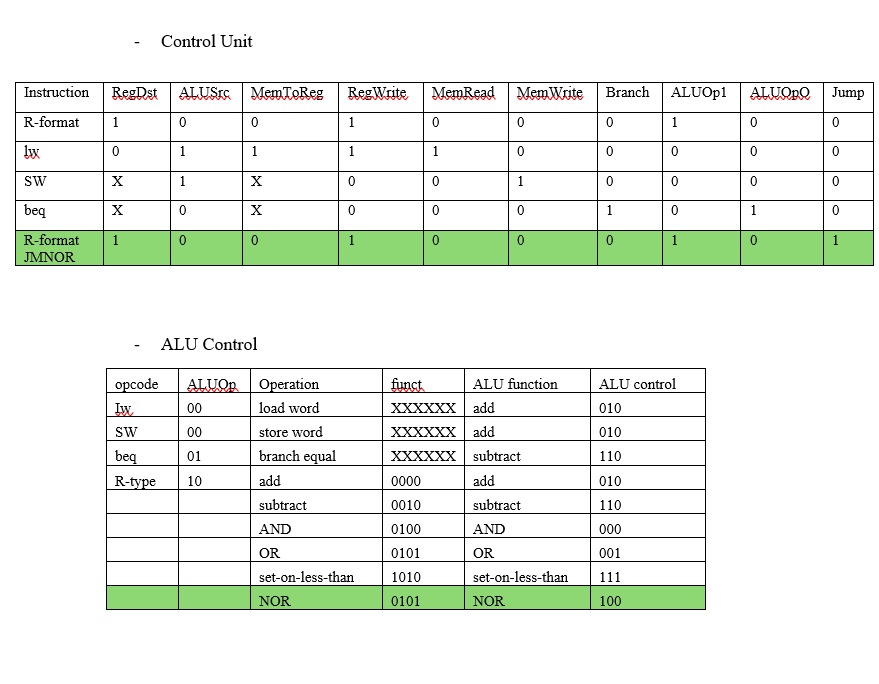 - Control Unit
Instruction RegDst ALUSrc MemToReg RegWrite MemRead MemWrite Branch ALUOp1 ALUOpO Jump
R-format 1 0 0 1 0 0 0 1 0 0
lw 0 1 1 1 1 0 0 0 0 0
SW X 1 X 0 0 1 0 0 0 0
beq X 0 X 0 0 0 1 0 1 0
R-format 1 0 0 1 0 0 0 1 0 1
JMNOR
- ALU Control
opcode ALUOp Operation funct ALU function ALU control
Iw 00 load word XXXXXX add 010
SW 00 store word XXXXXX add 010
beq 01 branch equal XXXXXX subtract 110
R-type 10 add 0000 add 010
subtract 0010 subtract 110
AND 0100 AND 000
OR 0101 OR 001
set-on-less-than 1010 set-on-less-than 111
NOR 0101 NOR 100